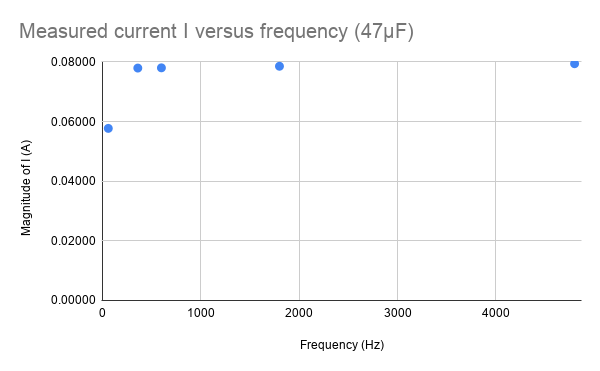 Measured current I versus frequency (47μF)
0.08000
0.06000
0.04000
0.02000
0.00000
Magnitude of I (A)
0 1000 2000 3000 4000
Frequency (Hz)